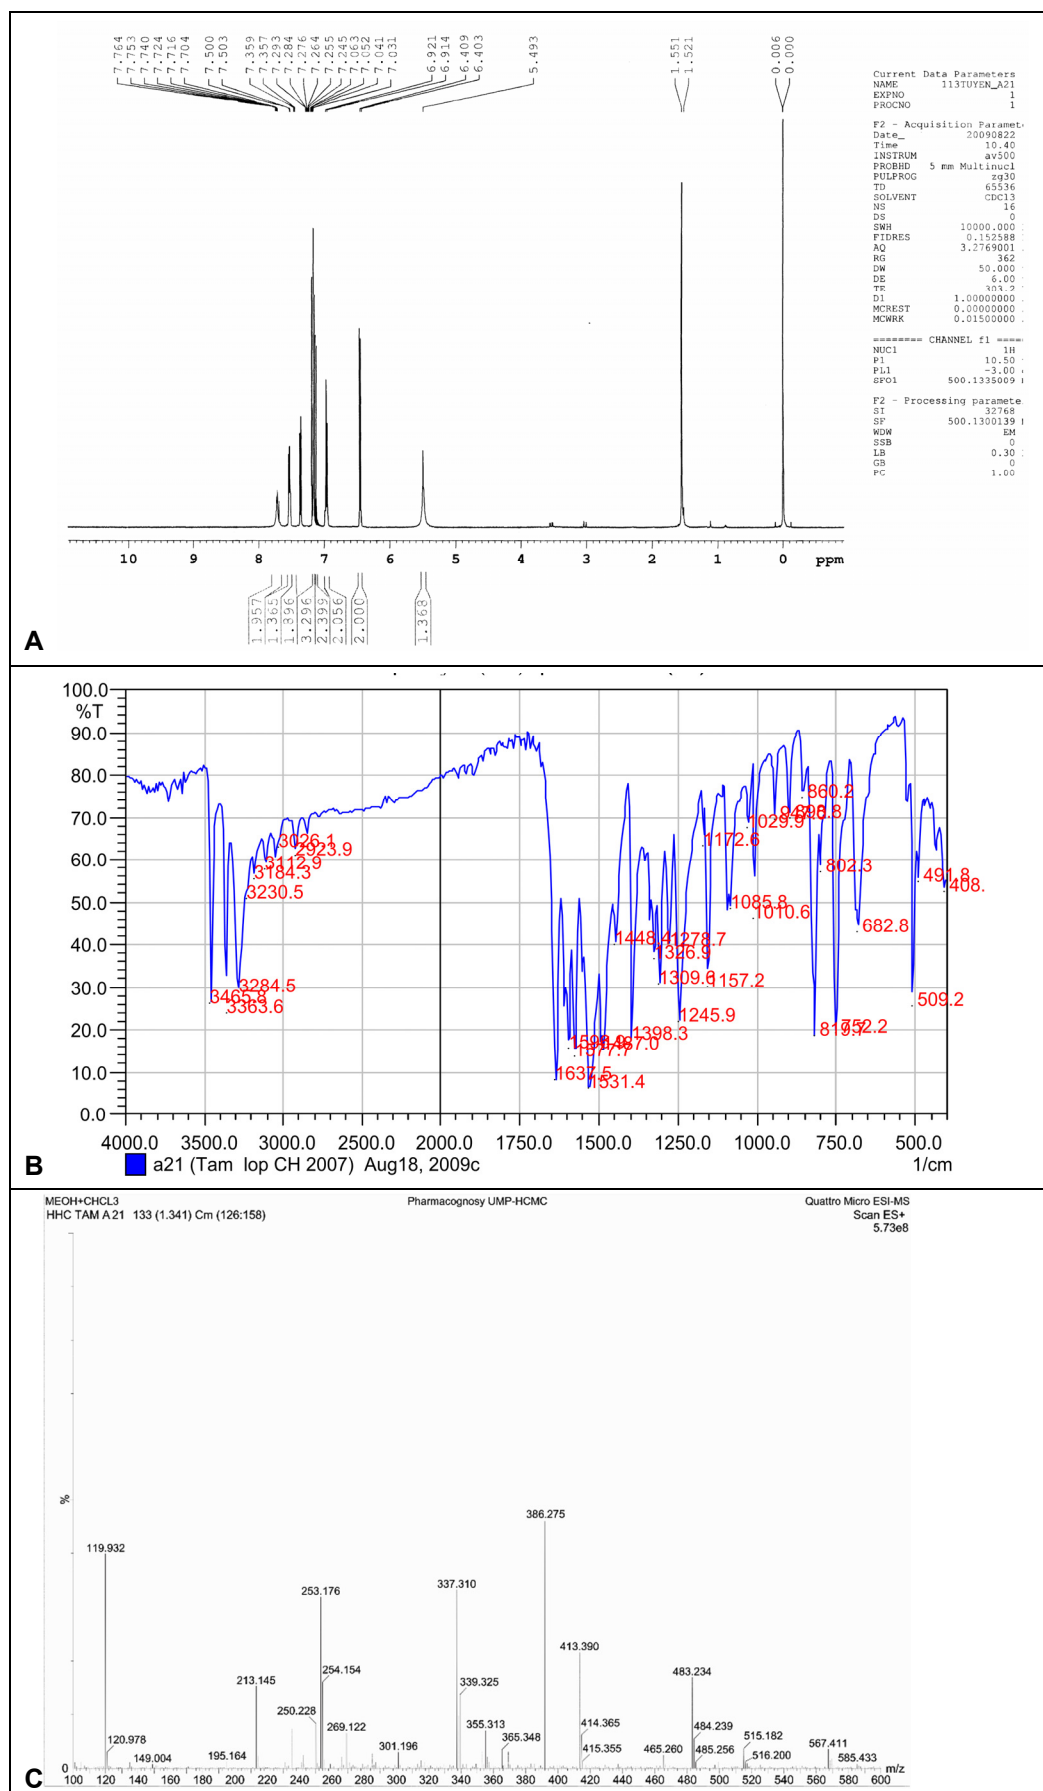 7.764
7.753
7.740
7.724
7.716
7.704
7.500
7.503
7.359
7.357
7.293
7.284
7.276
7.264
7.255
7.245
7.063
7.052
7.041
7.031
6.921
6.914
6.409
6.403
5.493
1.551
1.521
0.006
0.000
Current Data Parameters
NAME 113TUYEN_A21
EXPNO 1
PROCNO 1
F2 - Acquisition Paramet
Date_ 20090822
Time 10.40
INSTRUM av500
PROBHD 5 mm Multinucl
PULPROG zg30
TD 65536
SOLVENT CDCl3
NS 16
DS 0
SWH 10000.000
FIDRES 0.152588
AQ 3.2769001
RG 362
DW 50.000
DE 6.00
TE 303.2
D1 1.00000000
MCREST 0.00000000
MCWRK 0.01500000
======== CHANNEL f1 ====
NUC1 1H
P1 10.50
PL1 -3.00
SFO1 500.1335009
F2 - Processing paramete
SI 32768
SF 500.1300139
WDW EM
SSB 0
LB 0.30
GB 0
PC 1.00
10 9 8 7 6 5 4 3 2 1 0 ppm
1.957
1.365
1.896
3.296
2.399
2.056
2.000
1.368
A
100.0
%T
90.0
80.0
70.0
60.0
50.0
40.0
30.0
20.0
10.0
0.0
3465.8
3363.6
3284.5
3230.5
3184.3
3112.9
3026.1
2923.9
1637.5
1577.7
1531.4
1487.0
1448.4
1398.3
1326.9
1309.6
1278.7
1245.9
1172.6
1157.2
1085.8
1029.9
1010.6
898.8
860.2
819.7
802.3
752.2
682.8
509.2
491.8
408.
4000.0 3500.0 3000.0 2500.0 2000.0 1750.0 1500.0 1250.0 1000.0 750.0 500.0
B
a21 (Tam lop CH 2007) Aug18, 2009c 1/cm
MEOH+CHCL3 Pharmacognosy UMP-HCMC Quattro Micro ESI-MS
HHC TAM A 21 133 (1.341) Cm (126:158) Scan ES+
5.73e8
%
0
119.932
120.978
149.004
195.164
213.145
250.228
253.176
254.154
269.122
301.196
337.310
339.325
355.313
365.348
386.275
413.390
414.365
415.355
465.260
483.234
484.239
485.256
515.182
516.200
567.411
585.433
C
100 120 140 160 180 200 220 240 260 280 300 320 340 360 380 400 420 440 460 480 500 520 540 560 580 600 m/z